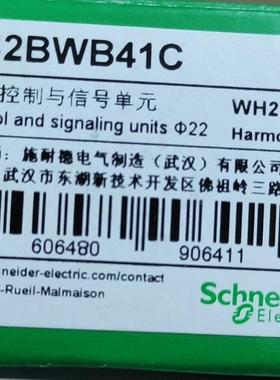 2BWB41C
控制与信号单元
WH2
ol and signaling units Φ22
Harmo
: 施耐德电气制造(武汉)有限公司
武汉市东湖新技术开发区佛祖岭三路
606480 906411
neider-electric.com/contact
-Rueil-Malmaison
Schne
Ele